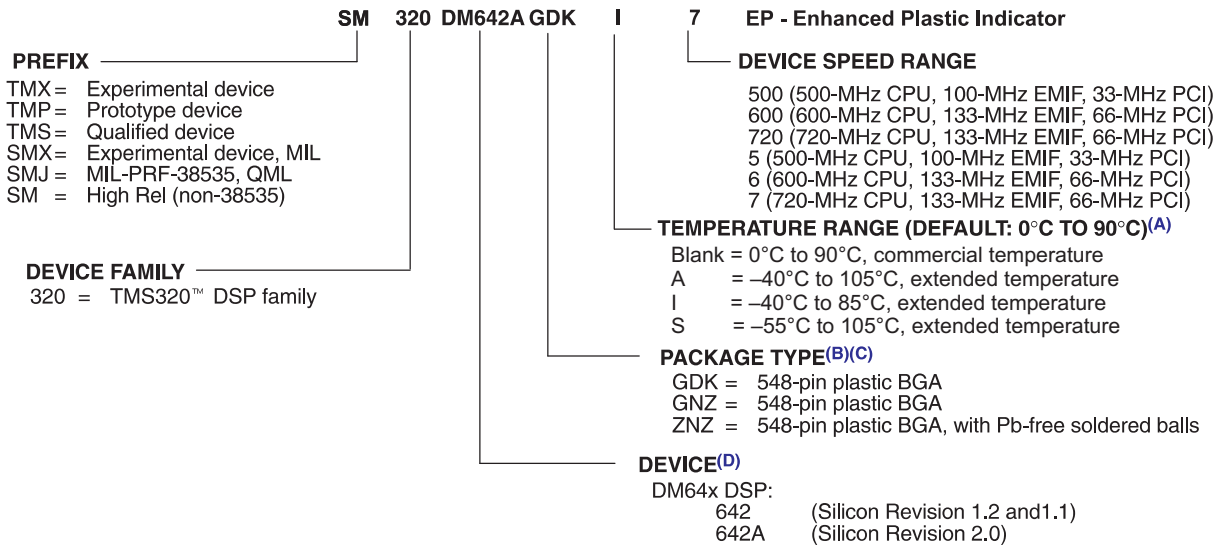 SM 320 DM642A GDK I 7 EP - Enhanced Plastic Indicator
PREFIX
TMX = Experimental device
TMP = Prototype device
TMS = Qualified device
SMX = Experimental device, MIL
SMJ = MIL-PRF-38535, QML
SM = High Rel (non-38535)
DEVICE SPEED RANGE
500 (500-MHz CPU, 100-MHz EMIF, 33-MHz PCI)
600 (600-MHz CPU, 133-MHz EMIF, 66-MHz PCI)
720 (720-MHz CPU, 133-MHz EMIF, 66-MHz PCI)
5 (500-MHz CPU, 100-MHz EMIF, 33-MHz PCI)
6 (600-MHz CPU, 133-MHz EMIF, 66-MHz PCI)
7 (720-MHz CPU, 133-MHz EMIF, 66-MHz PCI)
TEMPERATURE RANGE (DEFAULT: 0°C TO 90°C)(A)
Blank = 0°C to 90°C, commercial temperature
A = –40°C to 105°C, extended temperature
I = –40°C to 85°C, extended temperature
S = –55°C to 105°C, extended temperature
DEVICE FAMILY
320 = TMS320™ DSP family
PACKAGE TYPE(B)(C)
GDK = 548-pin plastic BGA
GNZ = 548-pin plastic BGA
ZNZ = 548-pin plastic BGA, with Pb-free soldered balls
DEVICE(D)
DM64x DSP:
642 (Silicon Revision 1.2 and1.1)
642A (Silicon Revision 2.0)